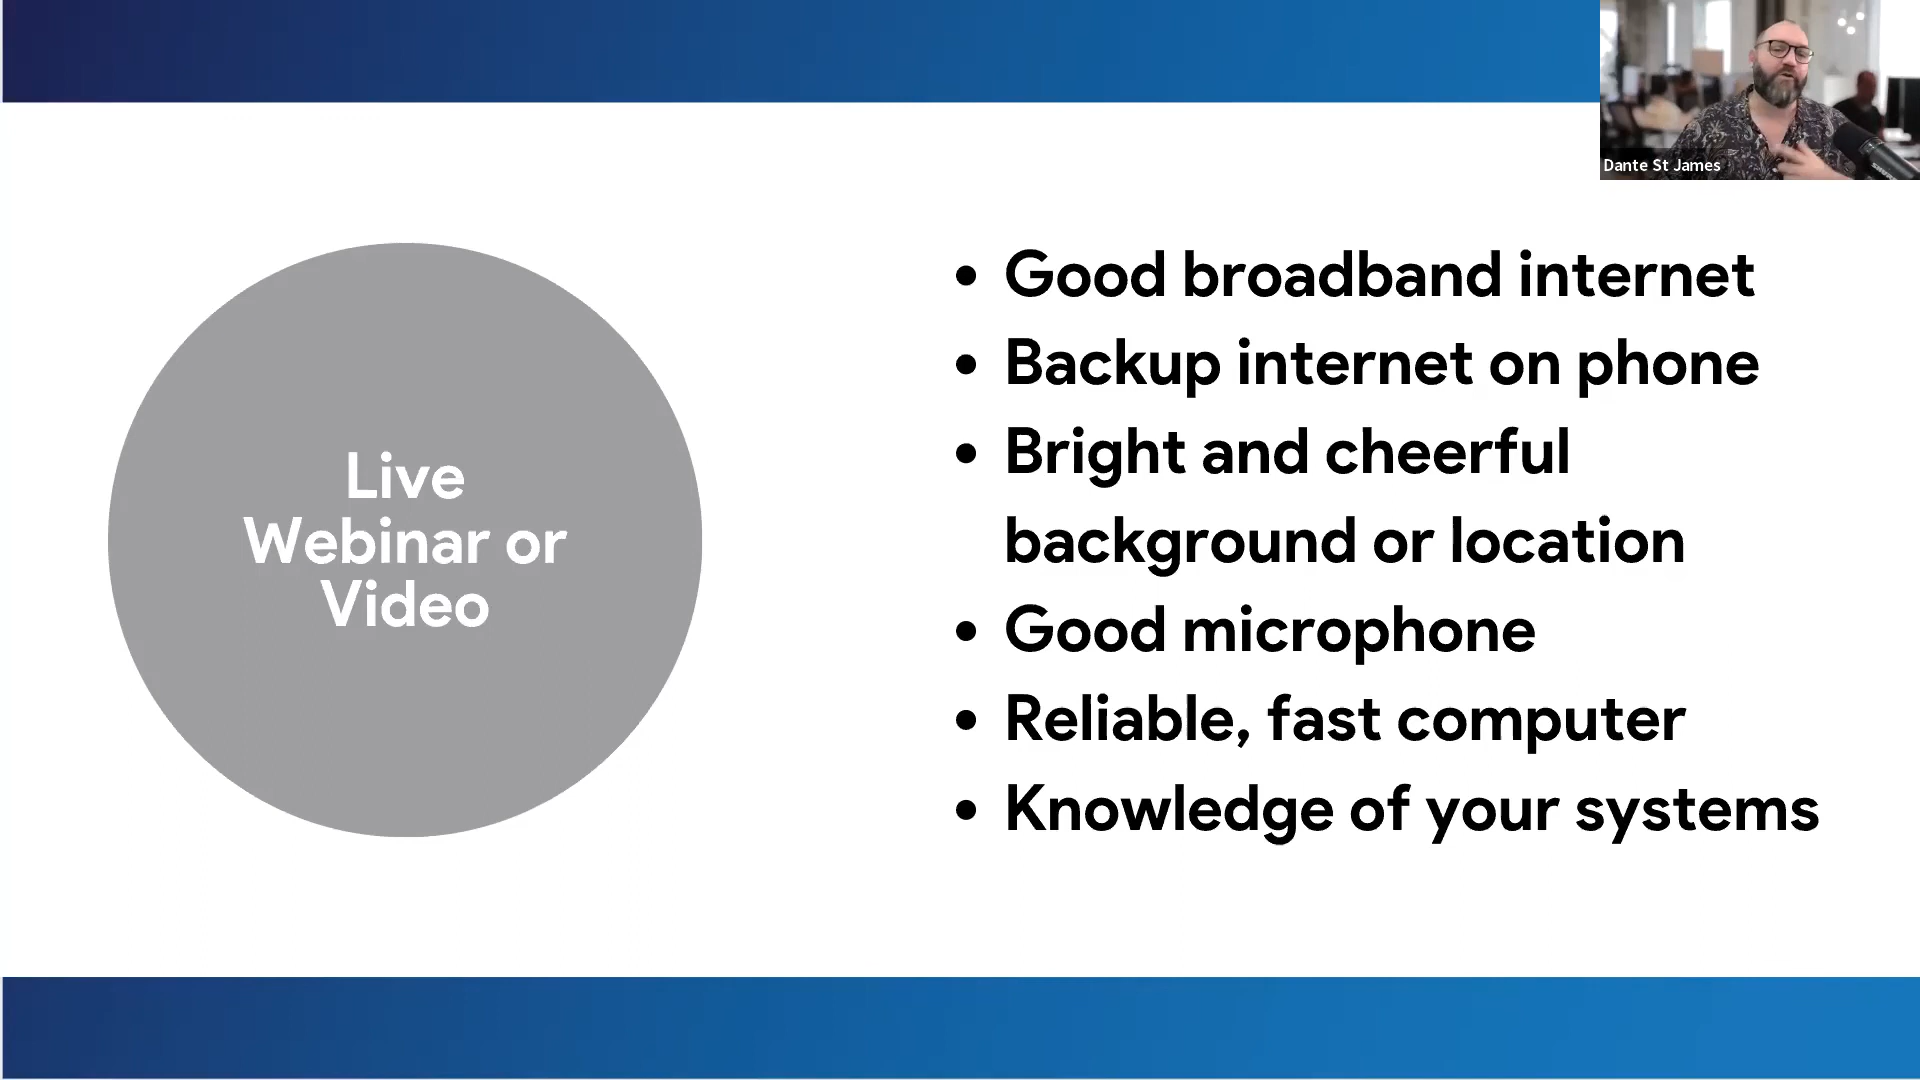 Dante St James
Live
Webinar or
Video
• Good broadband internet
• Backup internet on phone
• Bright and cheerful
background or location
• Good microphone
• Reliable, fast computer
• Knowledge of your systems